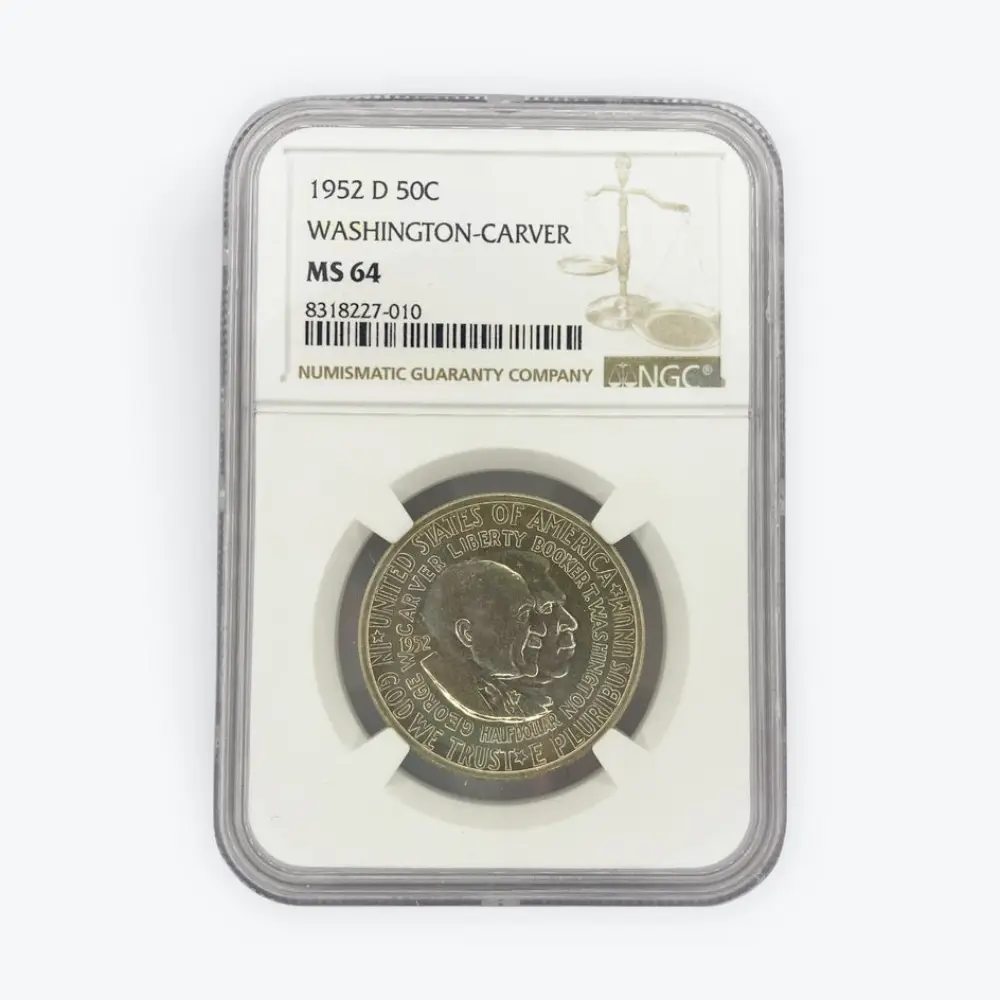 1952 D 50C
WASHINGTON-CARVER
MS 64
8318227-010
NUMISMATIC GUARANTY COMPANY NGC®
UNITED STATES OF AMERICA
E PLURIBUS UNUM
IN GOD WE TRUST
GEORGE W CARVER LIBERTY BOOKER T. WASHINGTON
HALF DOLLAR
1952